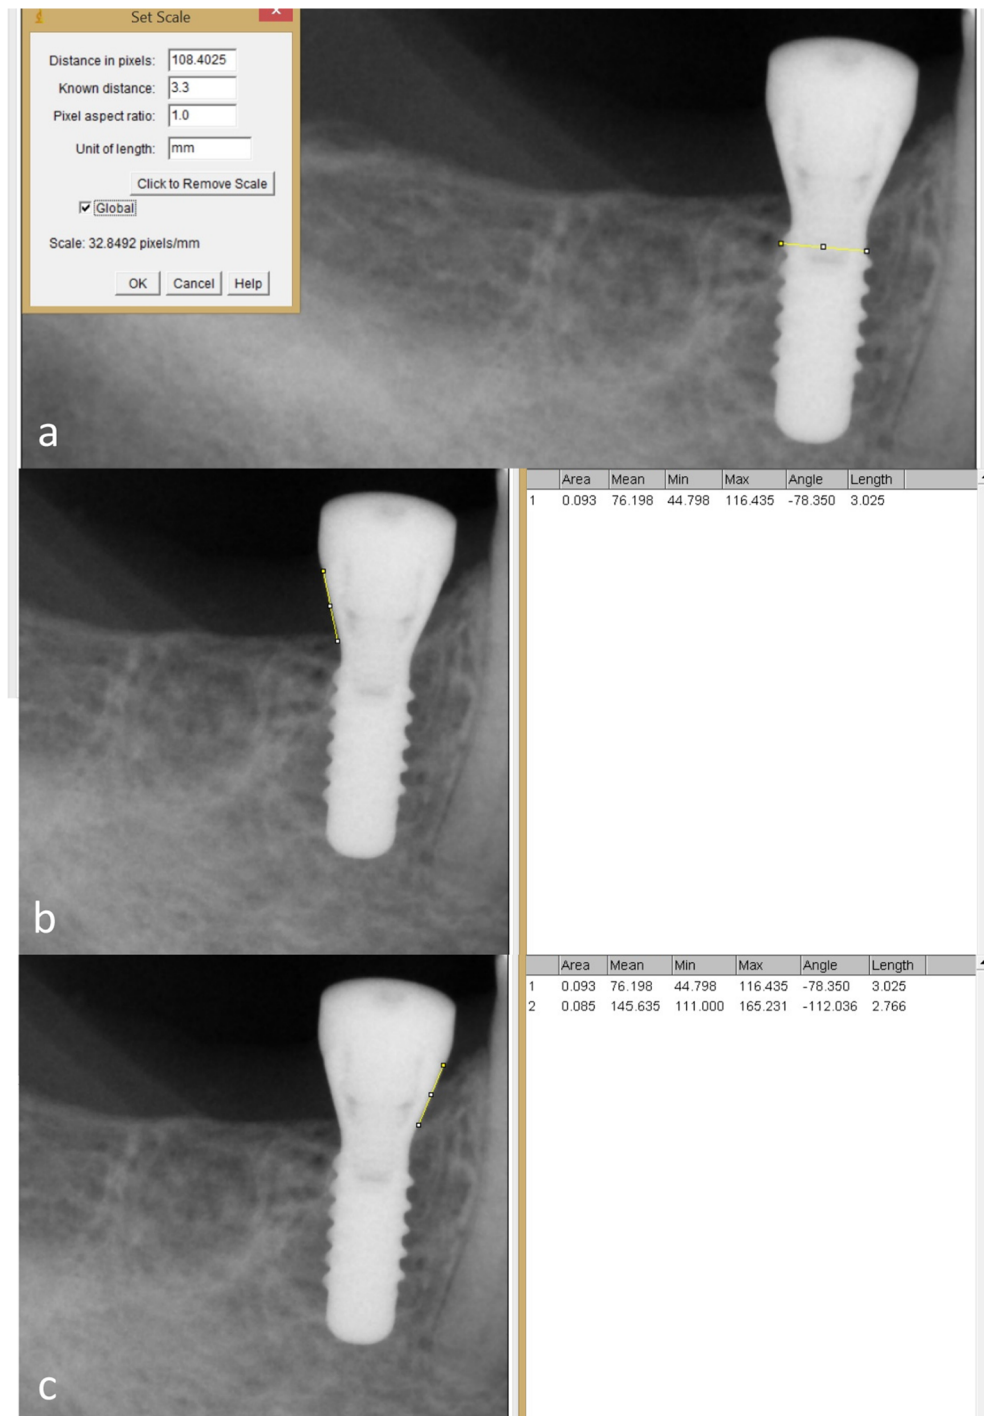 Set Scale
Distance in pixels: 108.4025
Known distance: 3.3
Pixel aspect ratio: 1.0
Unit of length: mm
Click to Remove Scale
Global
Scale: 32.8492 pixels/mm
OK Cancel Help
a
Area Mean Min Max Angle Length
1 0.093 76.198 44.798 116.435 -78.350 3.025
b
Area Mean Min Max Angle Length
1 0.093 76.198 44.798 116.435 -78.350 3.025
2 0.085 145.635 111.000 165.231 -112.036 2.766
c